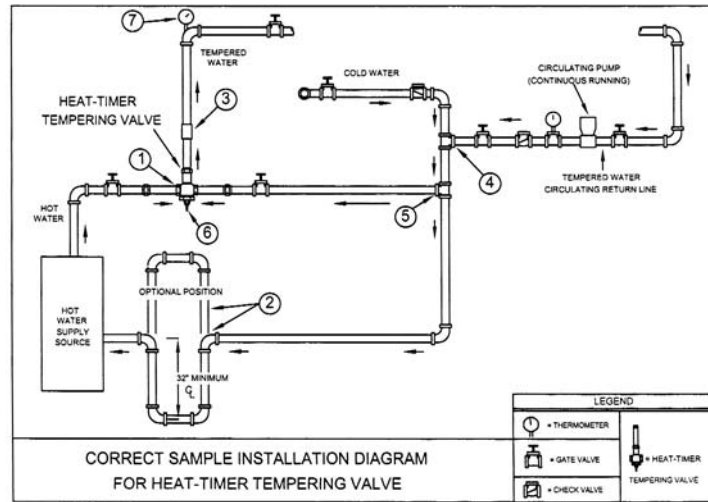 7
TEMPERED
WATER
COLD WATER
CIRCULATING PUMP
(CONTINUOUS RUNNING)
HEAT-TIMER
TEMPERING VALVE
3
1
4
TEMPERED WATER
CIRCULATING RETURN LINE
5
6
HOT
WATER
OPTIONAL POSITION
2
HOT
WATER
SUPPLY
SOURCE
32" MINIMUM
CL
LEGEND
= THERMOMETER
= GATE VALVE
= CHECK VALVE
= HEAT-TIMER
TEMPERING VALVE
CORRECT SAMPLE INSTALLATION DIAGRAM
FOR HEAT-TIMER TEMPERING VALVE